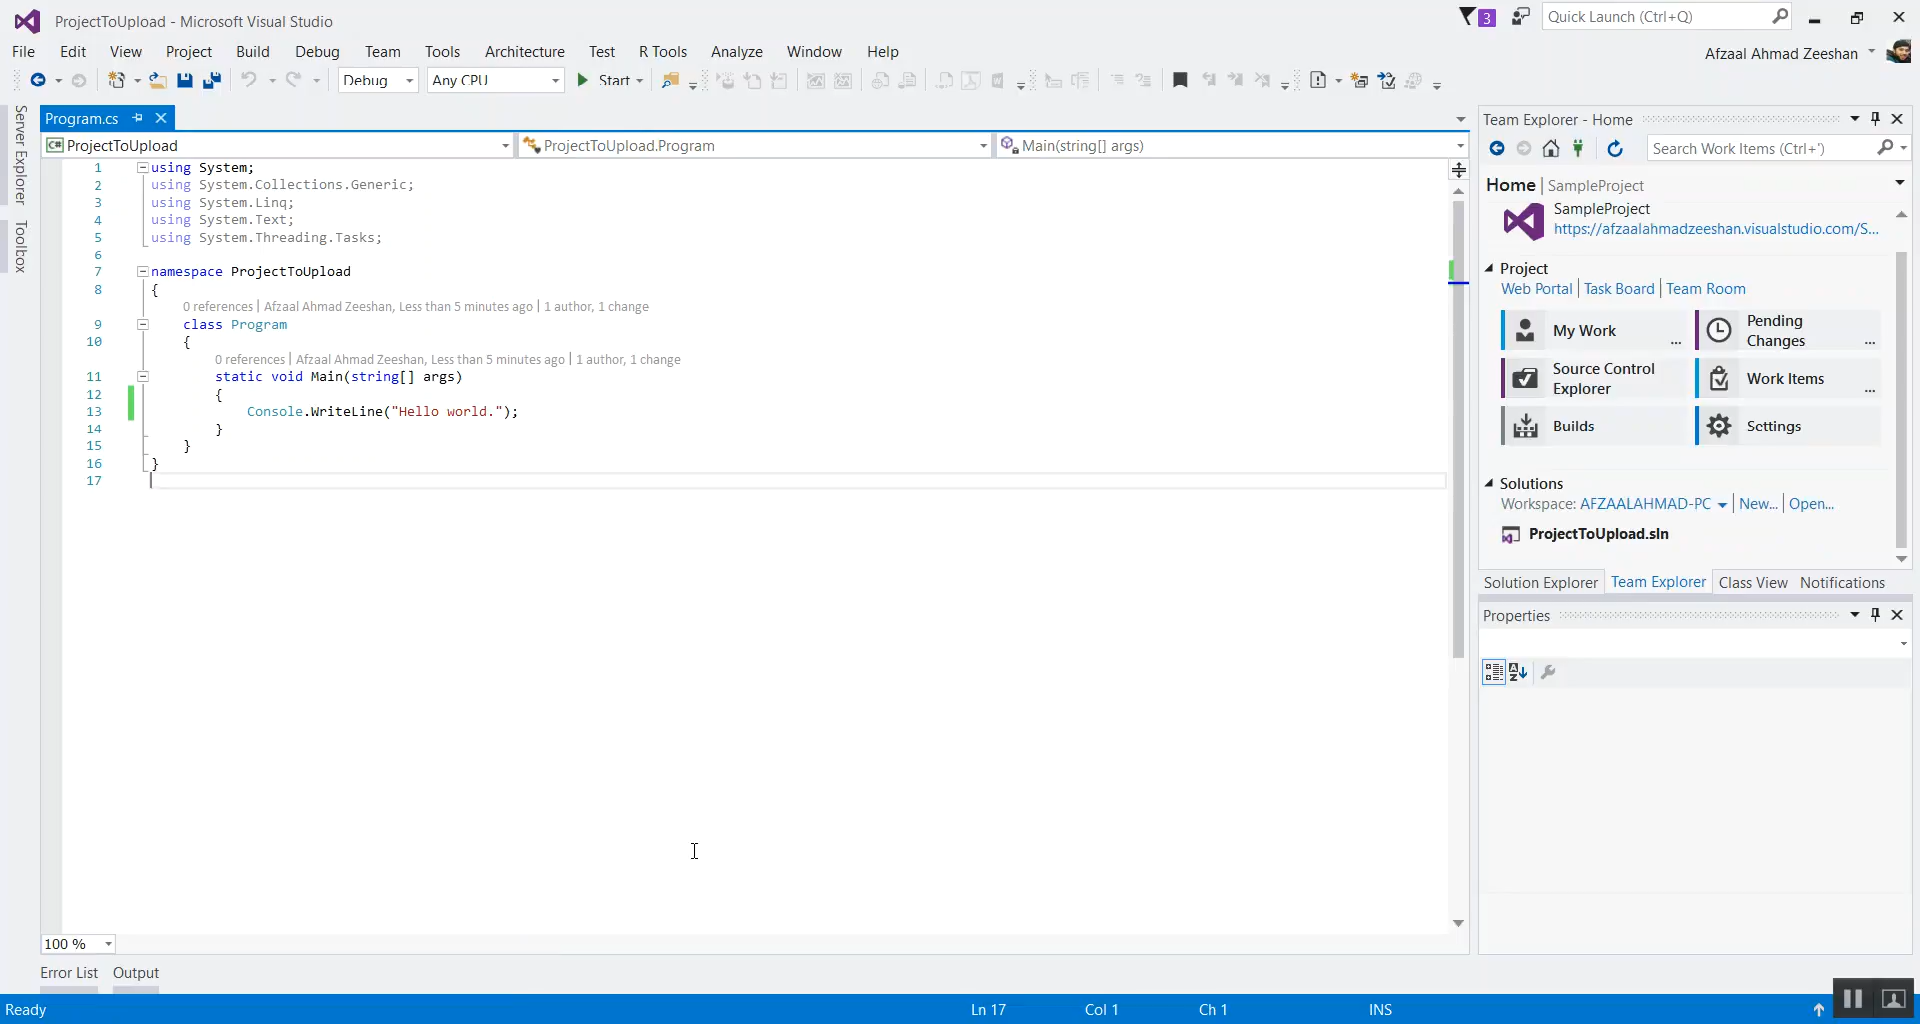 ProjectToUpload - Microsoft Visual Studio
3
Quick Launch (Ctrl+Q)
File Edit View Project Build Debug Team Tools Architecture Test R Tools Analyze Window Help
Afzaal Ahmad Zeeshan
Debug Any CPU Start
Server Explorer
Toolbox
Program.cs
ProjectToUpload
ProjectToUpload.Program
Main(string[] args)
1 using System;
2 using System.Collections.Generic;
3 using System.Linq;
4 using System.Text;
5 using System.Threading.Tasks;
6
7 namespace ProjectToUpload
8 {
0 references | Afzaal Ahmad Zeeshan, Less than 5 minutes ago | 1 author, 1 change
9 class Program
10 {
0 references | Afzaal Ahmad Zeeshan, Less than 5 minutes ago | 1 author, 1 change
11 static void Main(string[] args)
12 {
13 Console.WriteLine("Hello world.");
14 }
15 }
16 }
17
100 %
Error List Output
Team Explorer - Home
Search Work Items (Ctrl+')
Home | SampleProject
SampleProject
https://afzaalahmadzeeshan.visualstudio.com/S...
Project
Web Portal | Task Board | Team Room
My Work ...
Pending Changes ...
Source Control Explorer
Work Items ...
Builds
Settings
Solutions
Workspace: AFZAALAHMAD-PC | New... | Open...
ProjectToUpload.sln
Solution Explorer Team Explorer Class View Notifications
Properties
Ready Ln 17 Col 1 Ch 1 INS